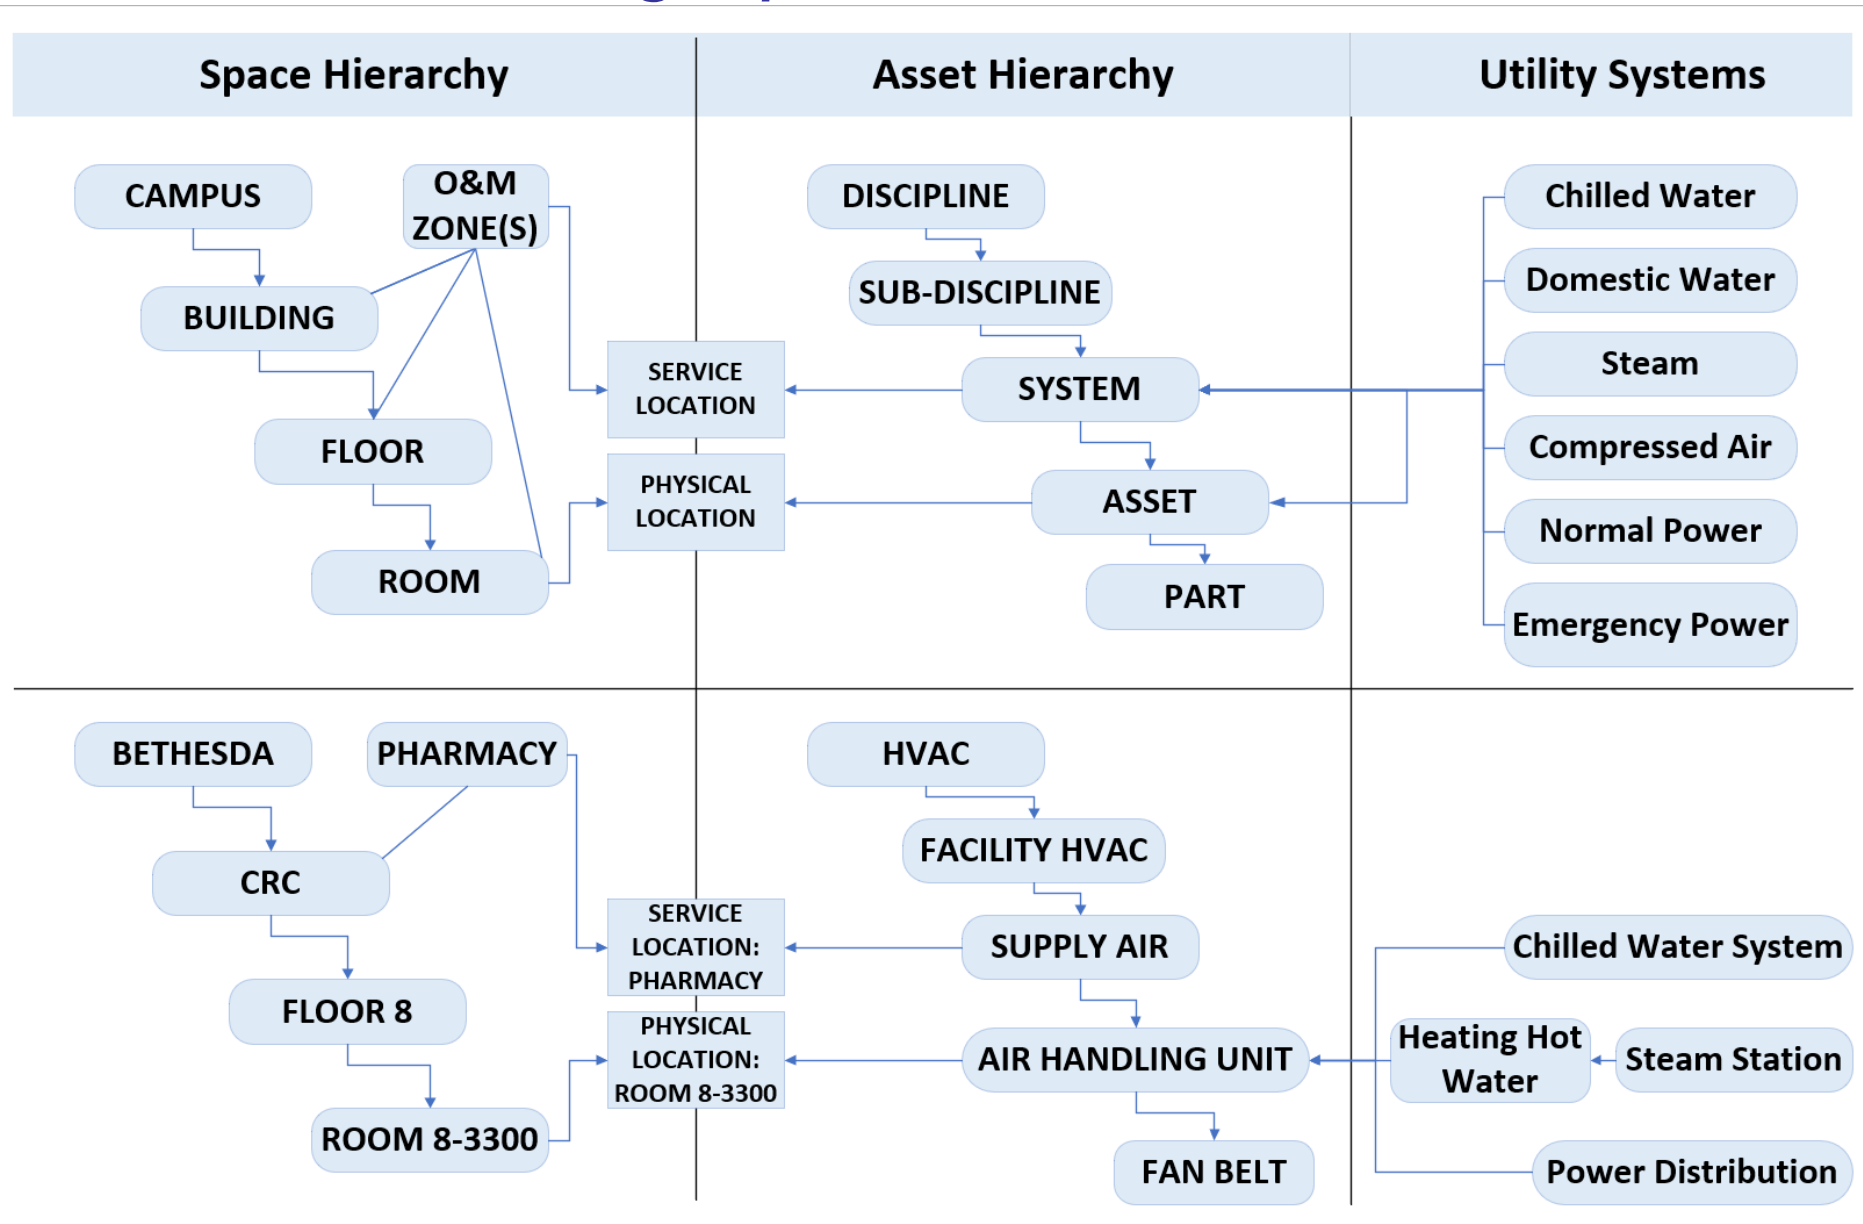 Space Hierarchy
Asset Hierarchy
Utility Systems
CAMPUS
O&M
ZONE(S)
BUILDING
FLOOR
ROOM
SERVICE
LOCATION
PHYSICAL
LOCATION
DISCIPLINE
SUB-DISCIPLINE
SYSTEM
ASSET
PART
Chilled Water
Domestic Water
Steam
Compressed Air
Normal Power
Emergency Power
BETHESDA
PHARMACY
CRC
FLOOR 8
ROOM 8-3300
SERVICE
LOCATION:
PHARMACY
PHYSICAL
LOCATION:
ROOM 8-3300
HVAC
FACILITY HVAC
SUPPLY AIR
AIR HANDLING UNIT
FAN BELT
Chilled Water System
Heating Hot
Water
Steam Station
Power Distribution